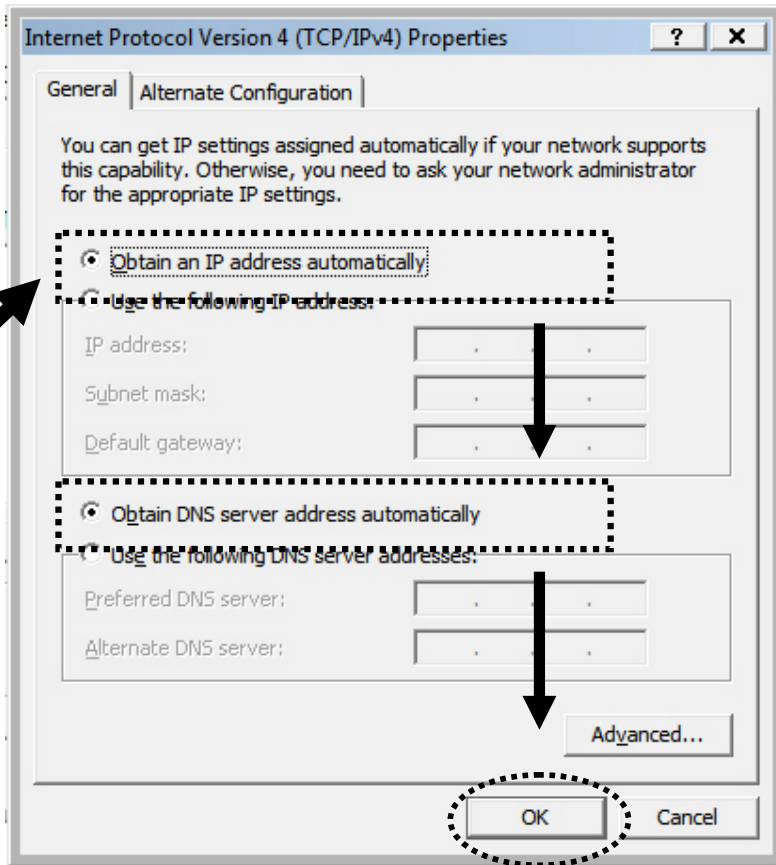 Internet Protocol Version 4 (TCP/IPv4) Properties
General
Alternate Configuration
You can get IP settings assigned automatically if your network supports
this capability. Otherwise, you need to ask your network administrator
for the appropriate IP settings.
Obtain an IP address automatically
Use the following IP address:
IP address:
Subnet mask:
Default gateway:
Obtain DNS server address automatically
Use the following DNS server addresses:
Preferred DNS server:
Alternate DNS server:
Advanced...
OK
Cancel